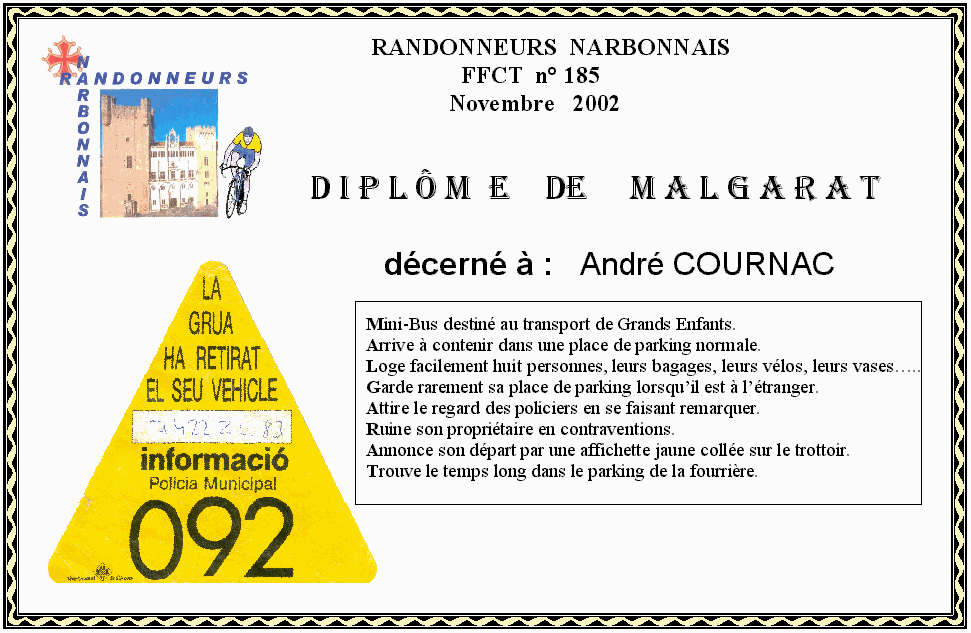 RANDONNEURS NARBONNAIS
FFCT n° 185
Novembre 2002
RANDONNEURS
NARBONNAIS
DIPLÔME DE MALGARAT
décerné à : André COURNAC
LA
GRUA
HA RETIRAT
EL SEU VEHICLE
informació
Policia Municipal
092
Mini-Bus destiné au transport de Grands Enfants.
Arrive à contenir dans une place de parking normale.
Loge facilement huit personnes, leurs bagages, leurs vélos, leurs vases…..
Garde rarement sa place de parking lorsqu’il est à l’étranger.
Attire le regard des policiers en se faisant remarquer.
Ruine son propriétaire en contraventions.
Annonce son départ par une affichette jaune collée sur le trottoir.
Trouve le temps long dans le parking de la fourrière.